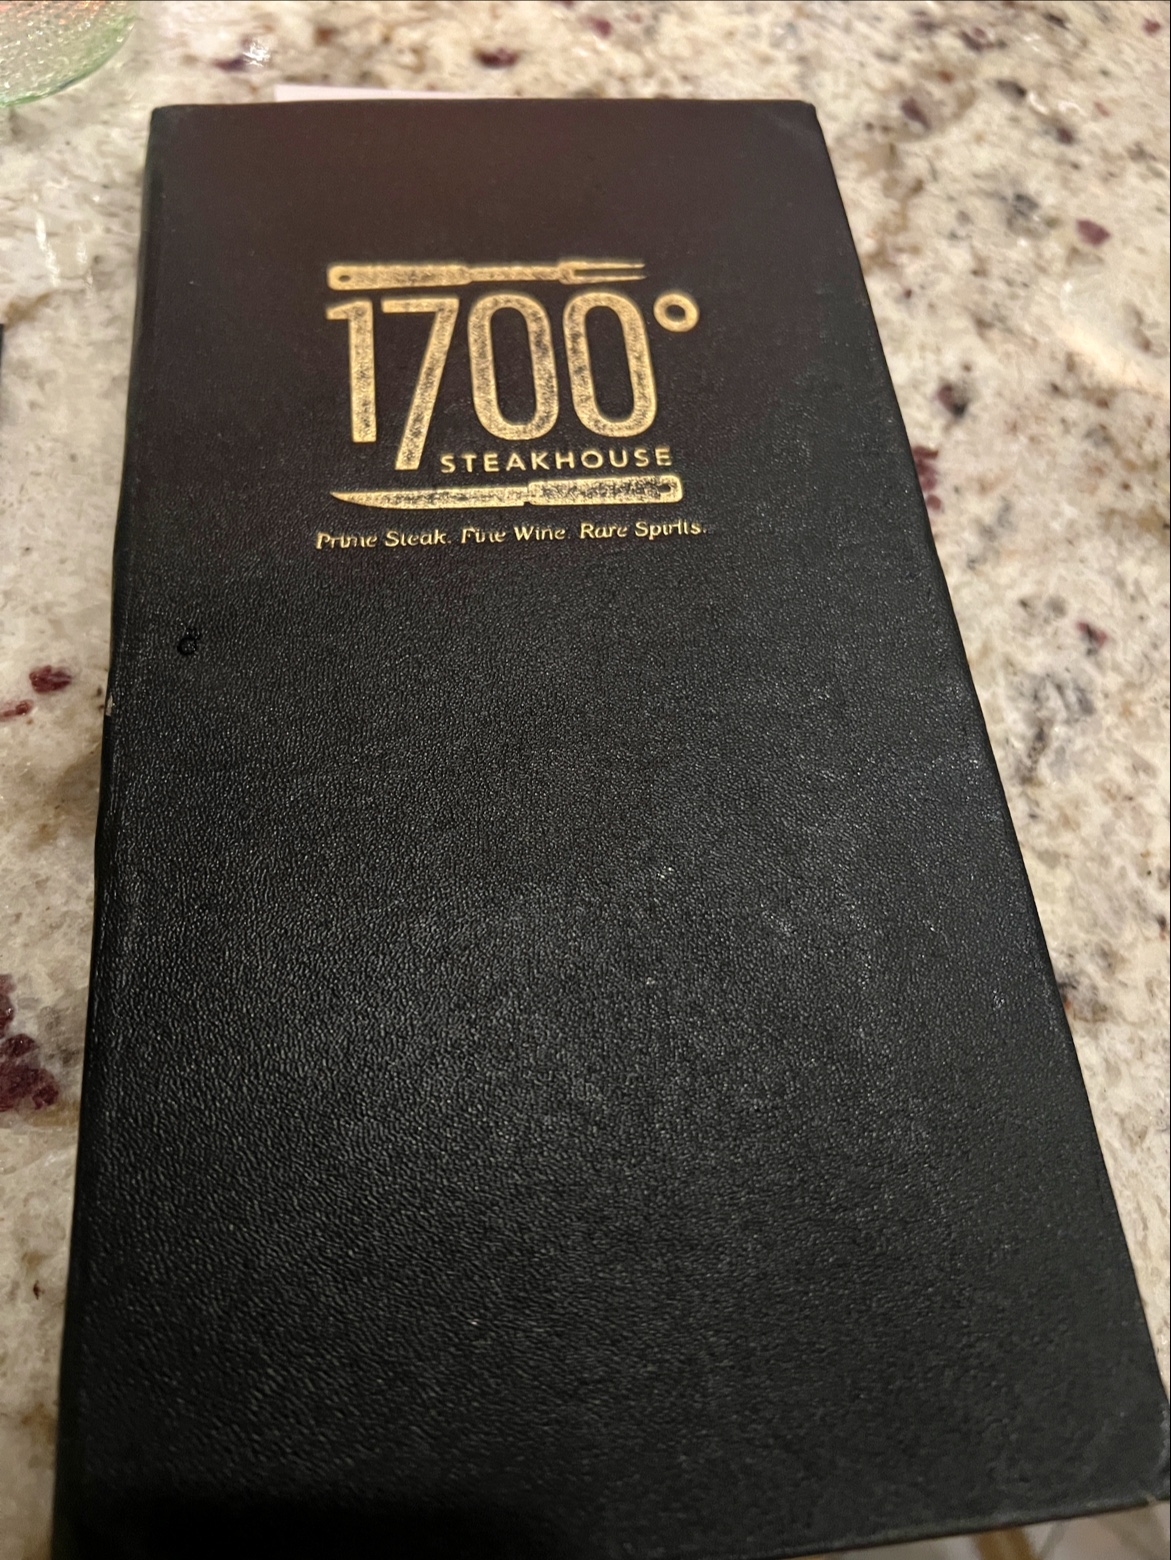 1700°
STEAKHOUSE
Prime Steak. Fine Wine. Rare Spirits.